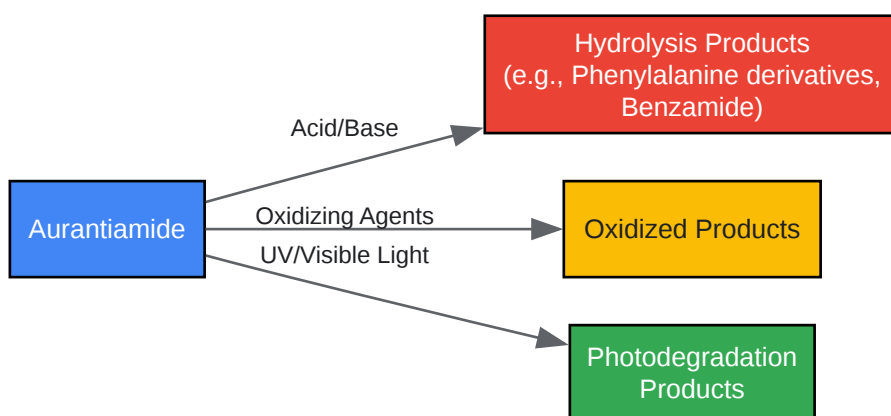 Hydrolysis Products
(e.g., Phenylalanine derivatives,
Benzamide)
Acid/Base
Aurantiamide
Oxidizing Agents
Oxidized Products
UV/Visible Light
Photodegradation
Products